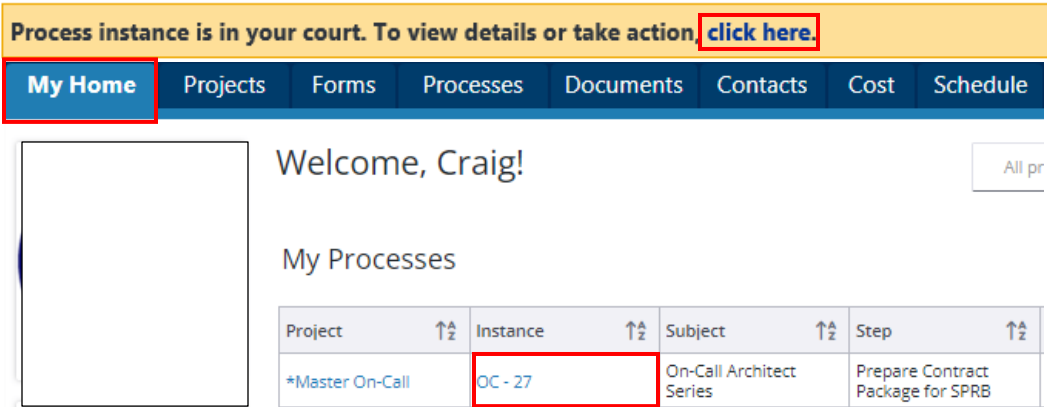 Process instance is in your court. To view details or take action, click here.
My Home Projects Forms Processes Documents Contacts Cost Schedule
Welcome, Craig!
All pr
My Processes
Project Instance Subject Step
*Master On-Call OC - 27 On-Call Architect Series Prepare Contract Package for SPRB